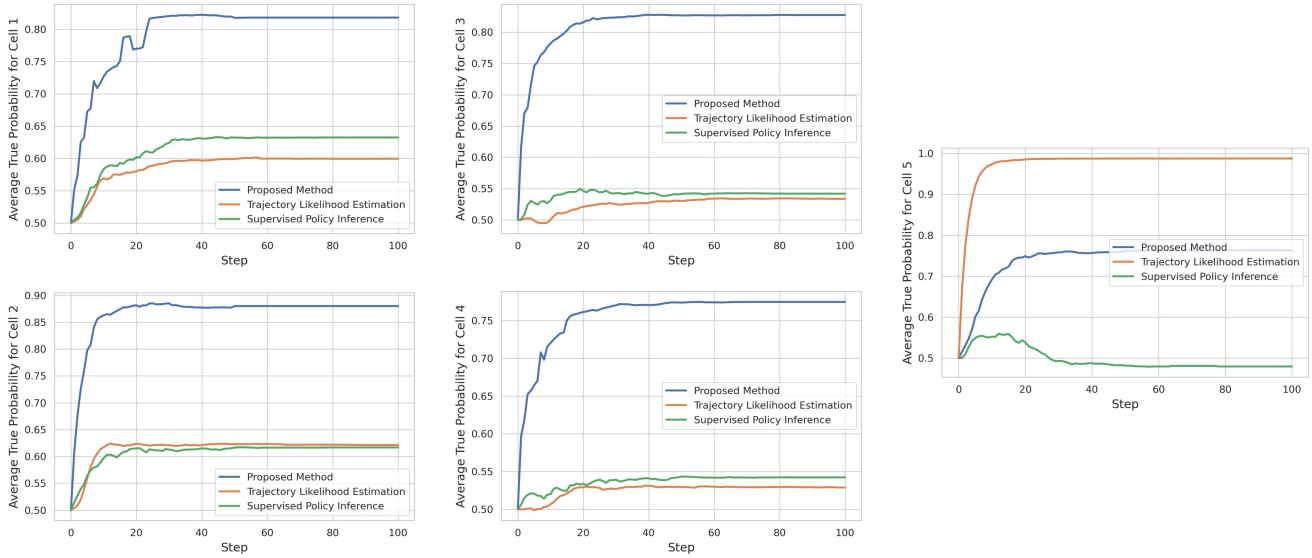 Average True Probability for Cell 1
0.80
0.75
0.70
0.65
0.60
0.55
0.50
Proposed Method
Trajectory Likelihood Estimation
Supervised Policy Inference
0 20 40 60 80 100
Step
Average True Probability for Cell 3
0.80
0.75
0.70
0.65
0.60
0.55
0.50
Proposed Method
Trajectory Likelihood Estimation
Supervised Policy Inference
0 20 40 60 80 100
Step
Average True Probability for Cell 5
1.0
0.9
0.8
0.7
0.6
0.5
Proposed Method
Trajectory Likelihood Estimation
Supervised Policy Inference
0 20 40 60 80 100
Step
Average True Probability for Cell 2
0.90
0.85
0.80
0.75
0.70
0.65
0.60
0.55
0.50
Proposed Method
Trajectory Likelihood Estimation
Supervised Policy Inference
0 20 40 60 80 100
Step
Average True Probability for Cell 4
0.75
0.70
0.65
0.60
0.55
0.50
Proposed Method
Trajectory Likelihood Estimation
Supervised Policy Inference
0 20 40 60 80 100
Step